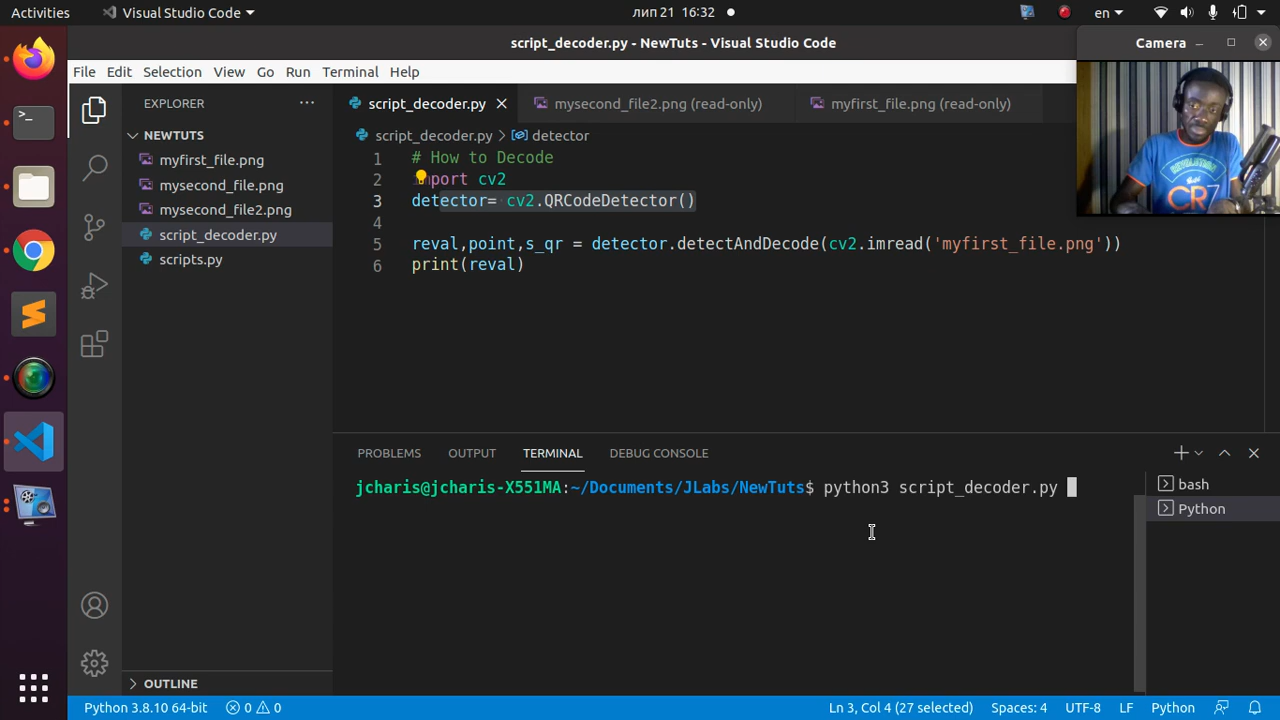 Activities
Visual Studio Code
лип 21 16:32
en
script_decoder.py - NewTuts - Visual Studio Code
Camera
File Edit Selection View Go Run Terminal Help
EXPLORER
NEWTUTS
myfirst_file.png
mysecond_file.png
mysecond_file2.png
script_decoder.py
scripts.py
OUTLINE
script_decoder.py
mysecond_file2.png (read-only)
myfirst_file.png (read-only)
script_decoder.py > detector
1 # How to Decode
2 import cv2
3 detector= cv2.QRCodeDetector()
4
5 reval,point,s_qr = detector.detectAndDecode(cv2.imread('myfirst_file.png'))
6 print(reval)
CR7
PROBLEMS OUTPUT TERMINAL DEBUG CONSOLE
jcharis@jcharis-X551MA:~/Documents/JLabs/NewTuts$ python3 script_decoder.py
bash
Python
Python 3.8.10 64-bit
0 0
Ln 3, Col 4 (27 selected)
Spaces: 4
UTF-8
LF
Python